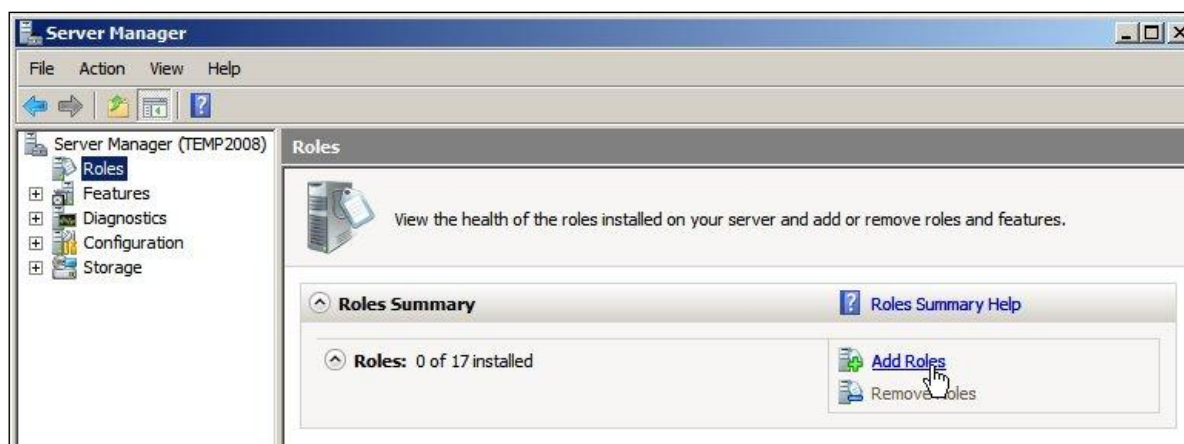 Server Manager
File Action View Help
Server Manager (TEMP2008)
Roles
Features
Diagnostics
Configuration
Storage
Roles
View the health of the roles installed on your server and add or remove roles and features.
Roles Summary
Roles Summary Help
Roles: 0 of 17 installed
Add Roles
Remove Roles